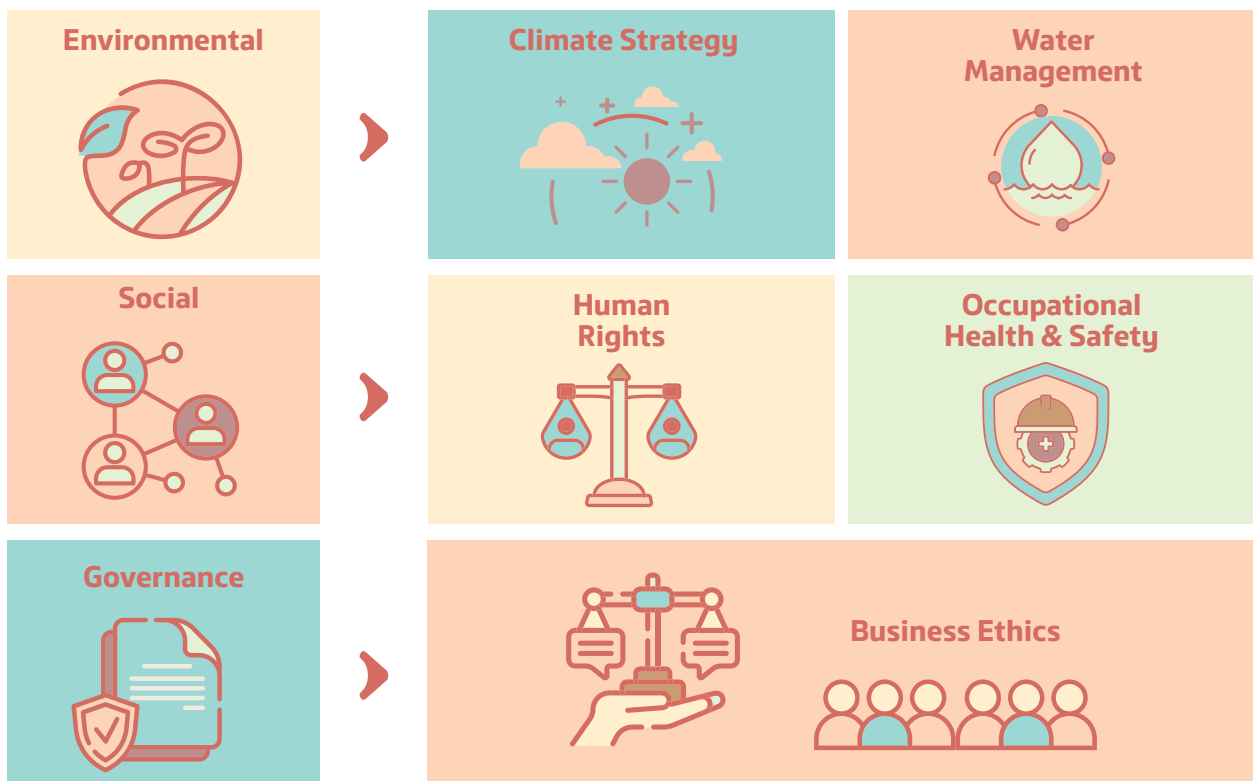 Environmental
Climate Strategy
Water
Management
Social
Human
Rights
Occupational
Health & Safety
Governance
Business Ethics